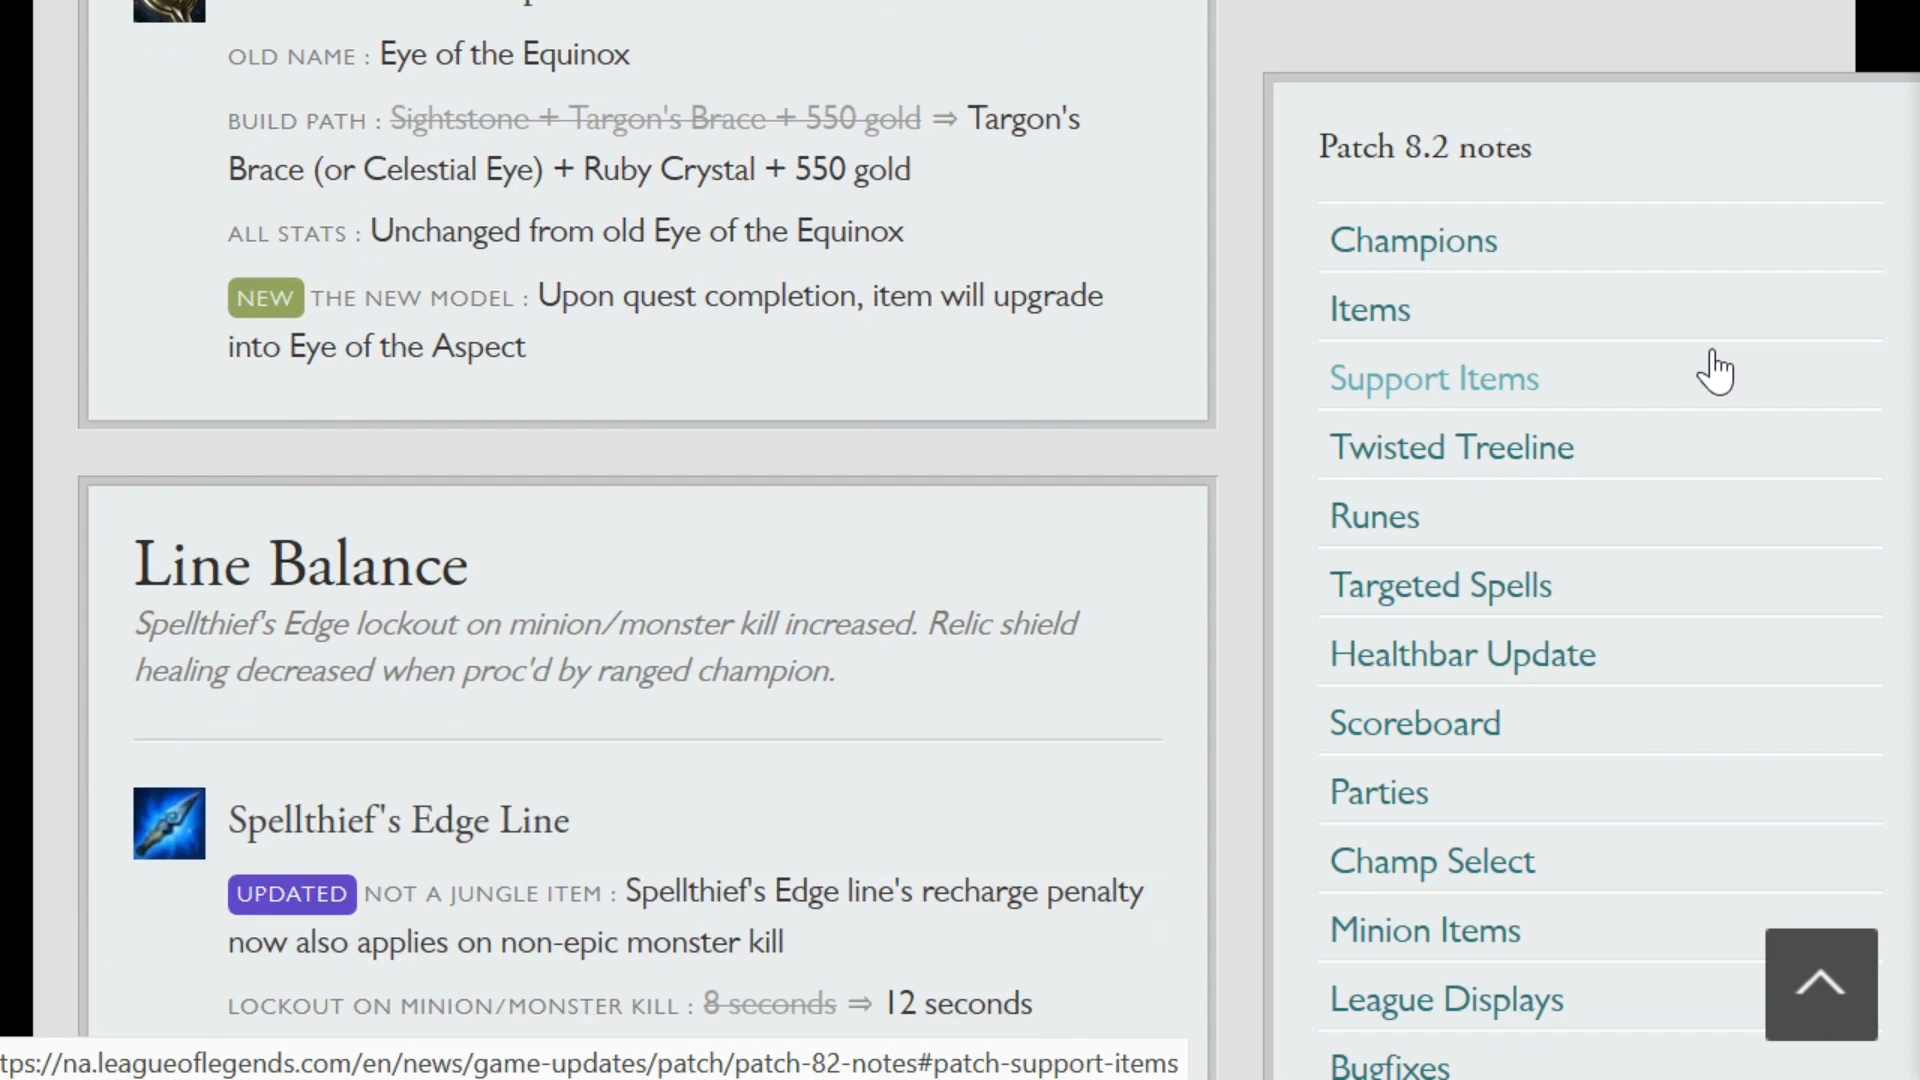 OLD NAME : Eye of the Equinox
BUILD PATH : Sightstone + Targon's Brace + 550 gold ⇒ Targon's
Brace (or Celestial Eye) + Ruby Crystal + 550 gold
ALL STATS : Unchanged from old Eye of the Equinox
NEW THE NEW MODEL : Upon quest completion, item will upgrade
into Eye of the Aspect
Line Balance
Spellthief's Edge lockout on minion/monster kill increased. Relic shield
healing decreased when proc'd by ranged champion.
Spellthief's Edge Line
UPDATED NOT A JUNGLE ITEM : Spellthief's Edge line's recharge penalty
now also applies on non-epic monster kill
LOCKOUT ON MINION/MONSTER KILL : 8 seconds ⇒ 12 seconds
Patch 8.2 notes
Champions
Items
Support Items
Twisted Treeline
Runes
Targeted Spells
Healthbar Update
Scoreboard
Parties
Champ Select
Minion Items
League Displays
Bugfixes
tps://na.leagueoflegends.com/en/news/game-updates/patch/patch-82-notes#patch-support-items